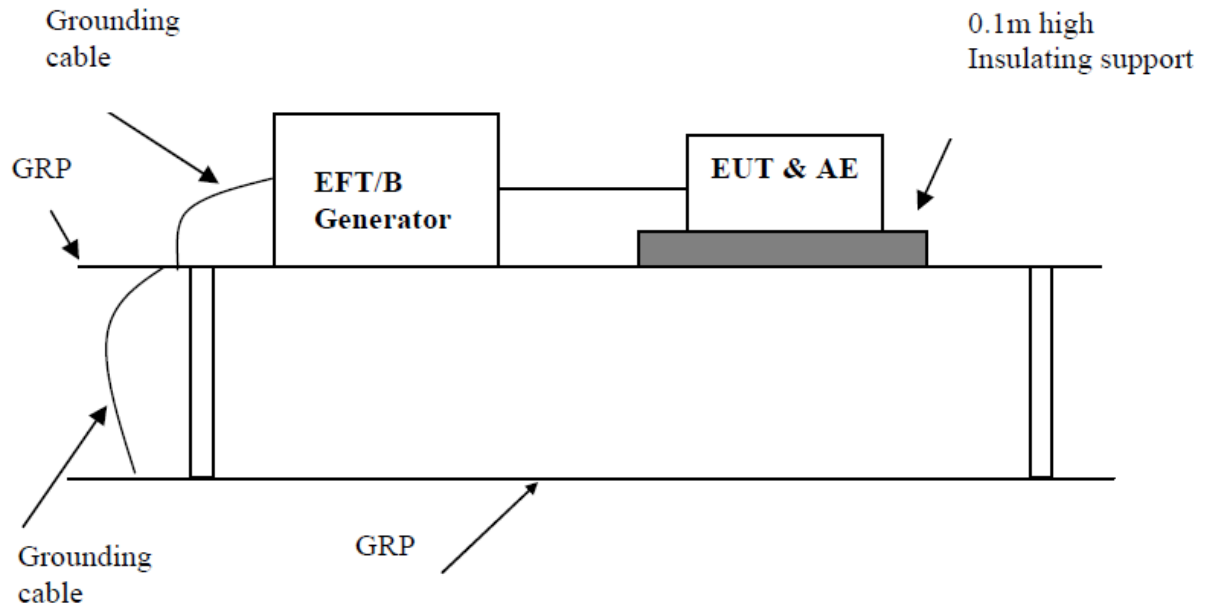 Grounding
cable
0.1m high
Insulating support
GRP
EFT/B
Generator
EUT & AE
Grounding
cable
GRP